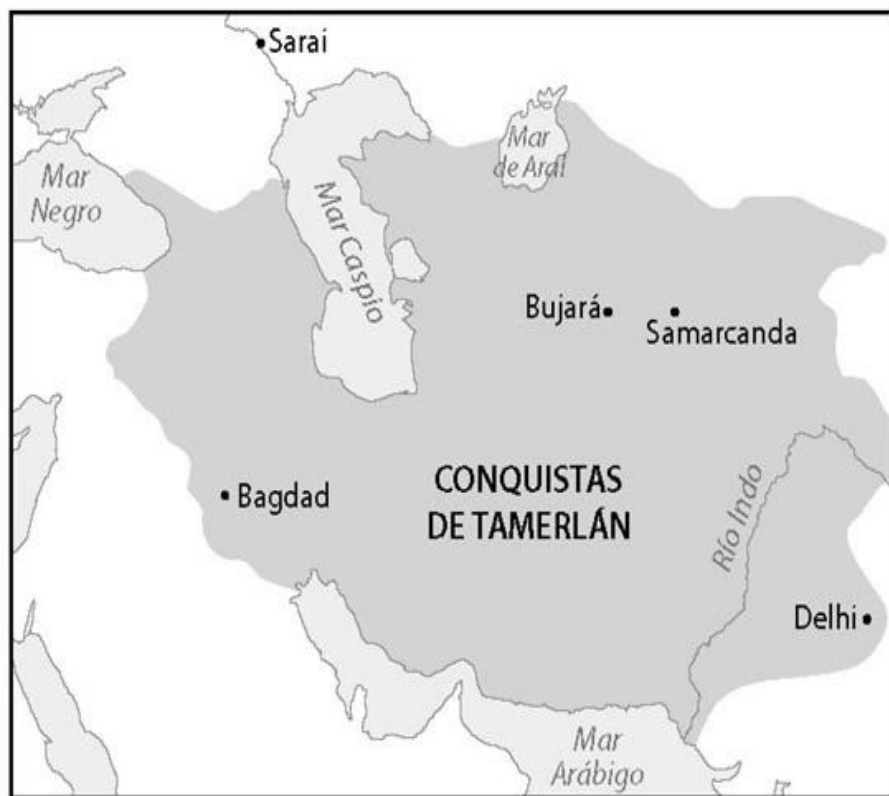 Sarai
Mar
de Aral
Mar
Negro
Mar Caspio
Bujará
Samarcanda
CONQUISTAS
DE TAMERLÁN
Bagdad
Río Indo
Delhi
Mar
Arábigo